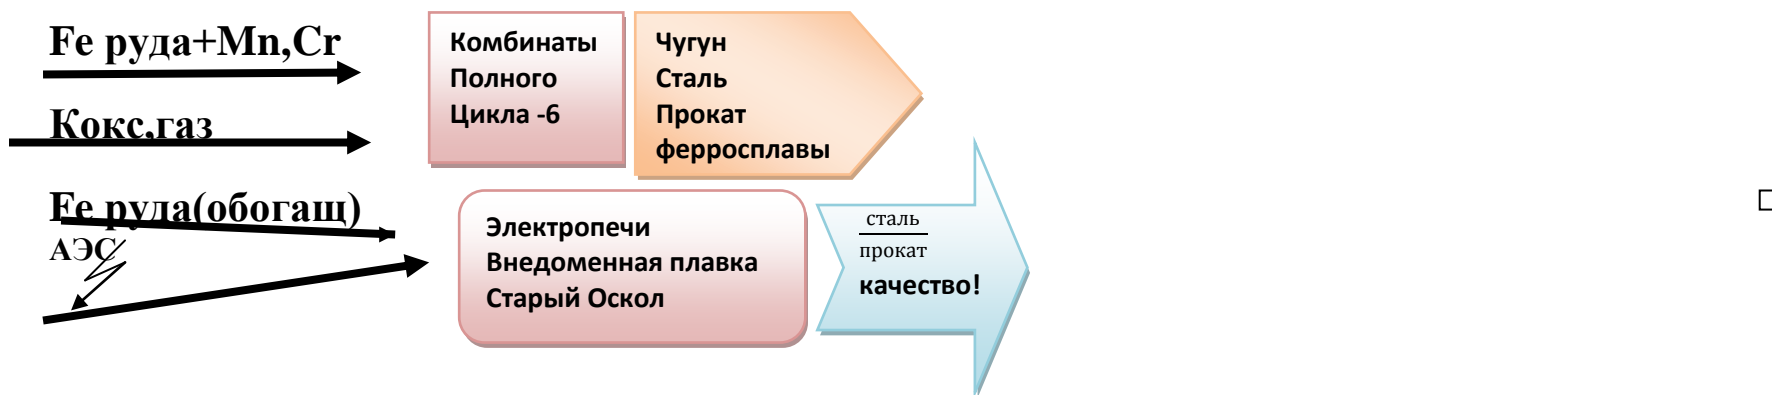 Fe руда+Mn,Cr
Кокс,газ
Fe руда(обогащ)
АЭС
Комбинаты
Полного
Цикла -6
Чугун
Сталь
Прокат
ферросплавы
Электропечи
Внедоменная плавка
Старый Оскол
сталь
прокат
качество!